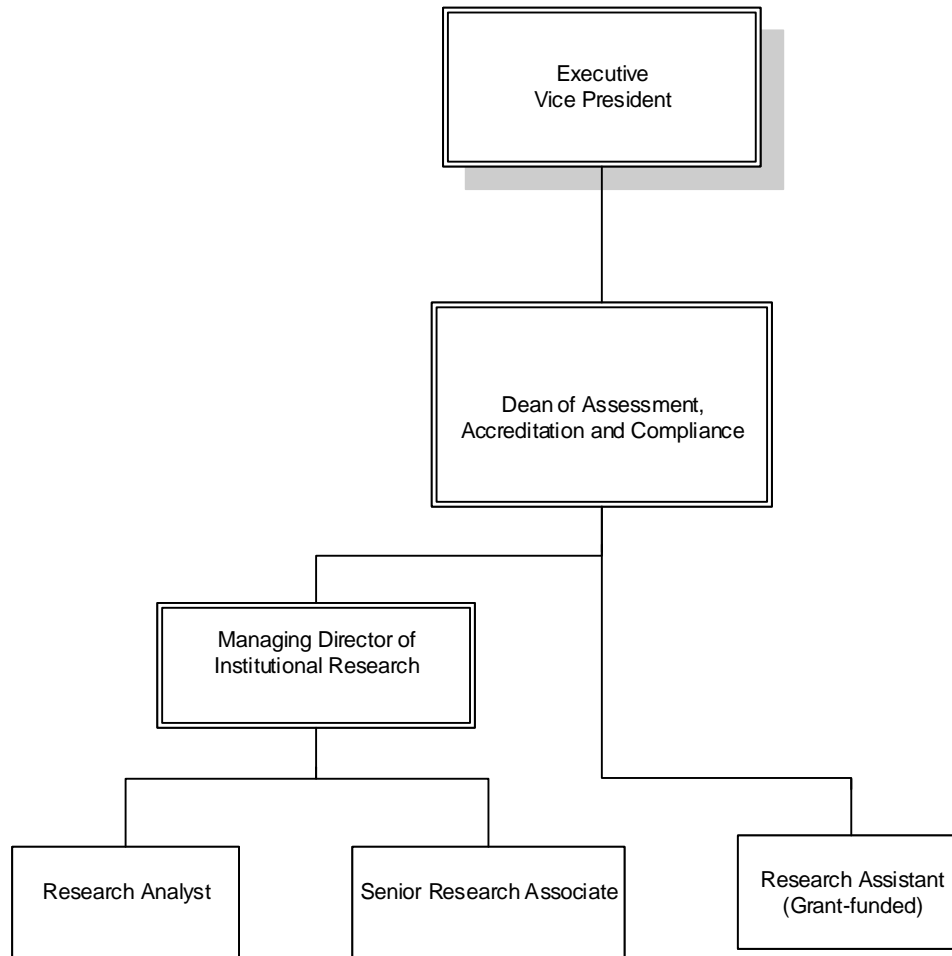 Executive
Vice President
Dean of Assessment,
Accreditation and Compliance
Managing Director of
Institutional Research
Research Analyst
Senior Research Associate
Research Assistant
(Grant-funded)